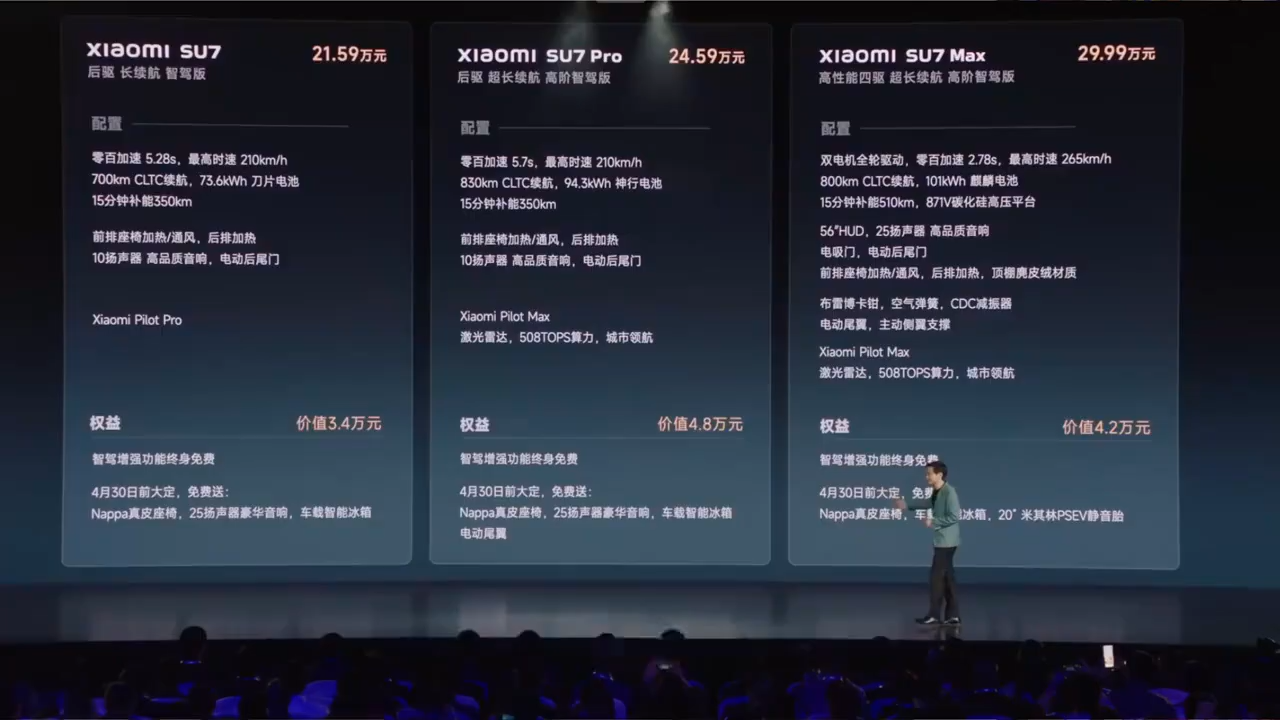 XIAOMI SU7
21.59万元
后驱 长续航 智驾版
配置
零百加速 5.28s，最高时速 210km/h
700km CLTC续航，73.6kWh 刀片电池
15分钟补能350km
前排座椅加热/通风，后排加热
10扬声器 高品质音响，电动后尾门
Xiaomi Pilot Pro
权益
价值3.4万元
智驾增强功能终身免费
4月30日前大定，免费送：
Nappa真皮座椅，25扬声器豪华音响，车载智能冰箱
XIAOMI SU7 Pro
24.59万元
后驱 超长续航 高阶智驾版
配置
零百加速 5.7s，最高时速 210km/h
830km CLTC续航，94.3kWh 神行电池
15分钟补能350km
前排座椅加热/通风，后排加热
10扬声器 高品质音响，电动后尾门
Xiaomi Pilot Max
激光雷达，508TOPS算力，城市领航
权益
价值4.8万元
智驾增强功能终身免费
4月30日前大定，免费送：
Nappa真皮座椅，25扬声器豪华音响，车载智能冰箱
电动尾翼
XIAOMI SU7 Max
29.99万元
高性能四驱 超长续航 高阶智驾版
配置
双电机全轮驱动，零百加速 2.78s，最高时速 265km/h
800km CLTC续航，101kWh 麒麟电池
15分钟补能510km，871V碳化硅高压平台
56"HUD，25扬声器 高品质音响
电吸门，电动后尾门
前排座椅加热/通风，后排加热，顶棚麂皮绒材质
布雷博卡钳，空气弹簧，CDC减振器
电动尾翼，主动侧翼支撑
Xiaomi Pilot Max
激光雷达，508TOPS算力，城市领航
权益
价值4.2万元
智驾增强功能终身免费
4月30日前大定，免费
Nappa真皮座椅，车 冰箱，20" 米其林PSEV静音胎